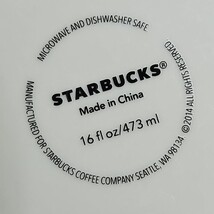 MICROWAVE AND DISHWASHER SAFE
STARBUCKS®
Made in China
16 fl oz/473 ml
MANUFACTURED FOR STARBUCKS COFFEE COMPANY SEATTLE, WA 98134 ©2014 ALL RIGHTS RESERVED